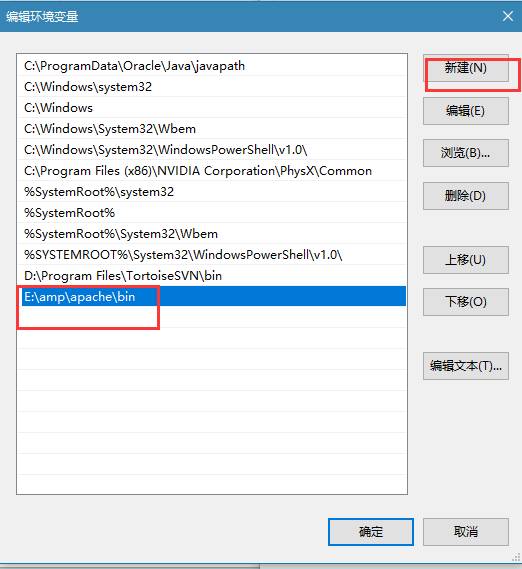 编辑环境变量
C:\ProgramData\Oracle\Java\javapath
C:\Windows\system32
C:\Windows
C:\Windows\System32\Wbem
C:\Windows\System32\WindowsPowerShell\v1.0\
C:\Program Files (x86)\NVIDIA Corporation\PhysX\Common
%SystemRoot%\system32
%SystemRoot%
%SystemRoot%\System32\Wbem
%SYSTEMROOT%\System32\WindowsPowerShell\v1.0\
D:\Program Files\TortoiseSVN\bin
E:\amp\apache\bin
新建(N)
编辑(E)
浏览(B)...
删除(D)
上移(U)
下移(O)
编辑文本(T)...
确定
取消